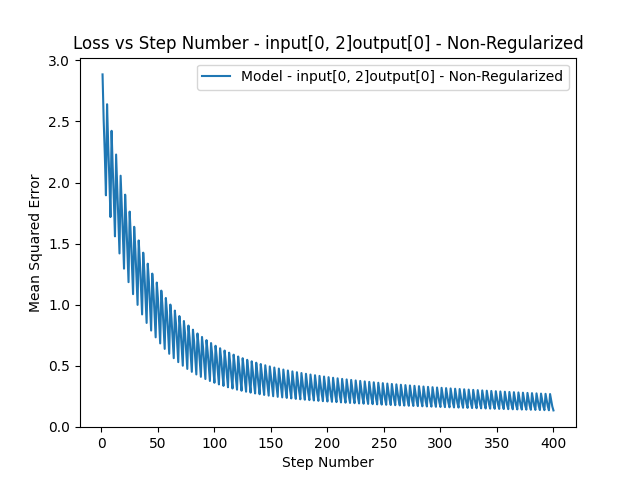 Loss vs Step Number - input[0, 2]output[0] - Non-Regularized
Model - input[0, 2]output[0] - Non-Regularized
Mean Squared Error
3.0
2.5
2.0
1.5
1.0
0.5
0.0
0 50 100 150 200 250 300 350 400
Step Number